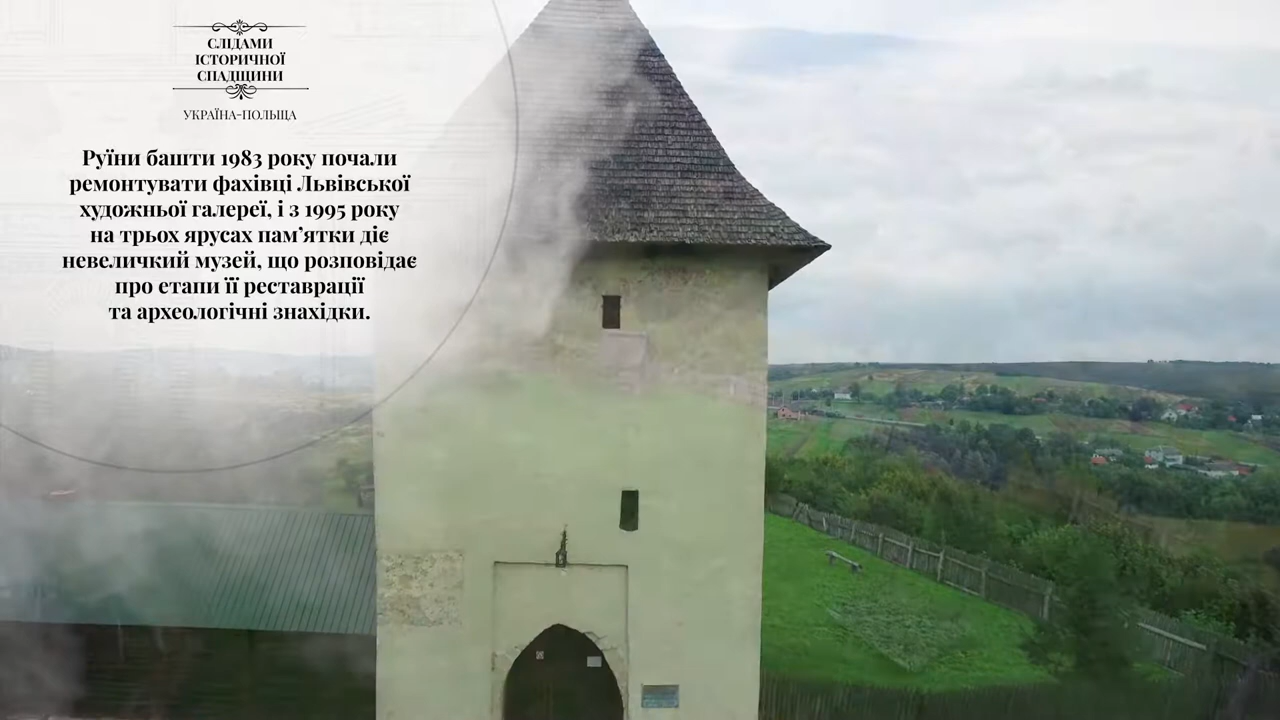 СЛІДАМИ
ІСТОРИЧНОЇ
СПАДЩИНИ
УКРАЇНА-ПОЛЬЩА
Руїни башти 1983 року почали
ремонтувати фахівці Львівської
художньої галереї, і з 1995 року
на трьох ярусах пам’ятки діє
невеличкий музей, що розповідає
про етапи її реставрації
та археологічні знахідки.